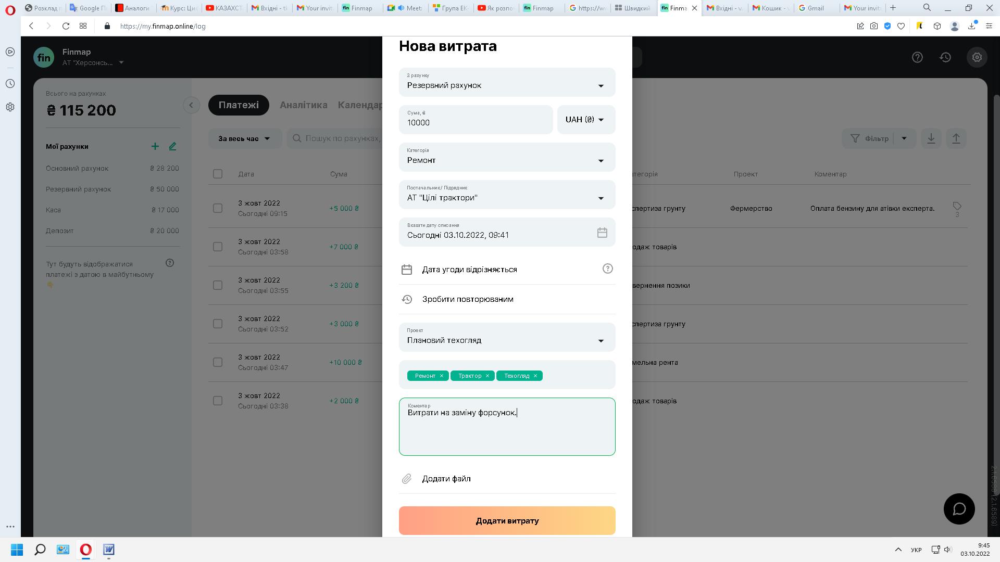 Розклад п
Google П
Аналоги
Курс: Ци
КАЗАХСТ
Вхідні - t
Your invit
Finmap
Meet:
Група ЕК-
Як розпо
Finmap
https://w
Швидкий
Finma
Вхідні - v
Кошик - v
Gmail
Your invit
https://my.finmap.online/log
Finmap
АТ "Херсонсь...
Всього на рахунках
₴ 115 200
Мої рахунки
Основний рахунок ₴ 28 200
Резервний рахунок ₴ 50 000
Каса ₴ 17 000
Депозит ₴ 20 000
Тут будуть відображатися
платежі з датою в майбутньому
Платежі Аналітика Календар
За весь час Пошук по рахунках, Фільтр
Дата Сума атегорія Проект Коментар
3 жовт 2022
Сьогодні 09:15
+5 000 ₴ спертиза грунту Фермерство Оплата бензину для атівки експерта.
3
3 жовт 2022
Сьогодні 03:58
+7 000 ₴ одаж товарів
3 жовт 2022
Сьогодні 03:55
+3 200 ₴ вернення позики
3 жовт 2022
Сьогодні 03:52
+3 000 ₴ спертиза грунту
3 жовт 2022
Сьогодні 03:47
+10 000 ₴ мельна рента
3 жовт 2022
Сьогодні 03:38
+2 000 ₴ одаж товарів
Нова витрата
З рахунку
Резервний рахунок
Сума, ₴
10000
UAH (₴)
Категорія
Ремонт
Постачальник/ Підрядник
АТ "Цілі трактори"
Вказати дату списання
Сьогодні 03.10.2022, 09:41
Дата угоди відрізняється
Зробити повторюваним
Проект
Плановий техогляд
Ремонт × Трактор × Техогляд ×
Коментар
Витрати на заміну форсунок.
Додати файл
Додати витрату
2.1.6588 (2.1.6589)
УКР
9:45
03.10.2022